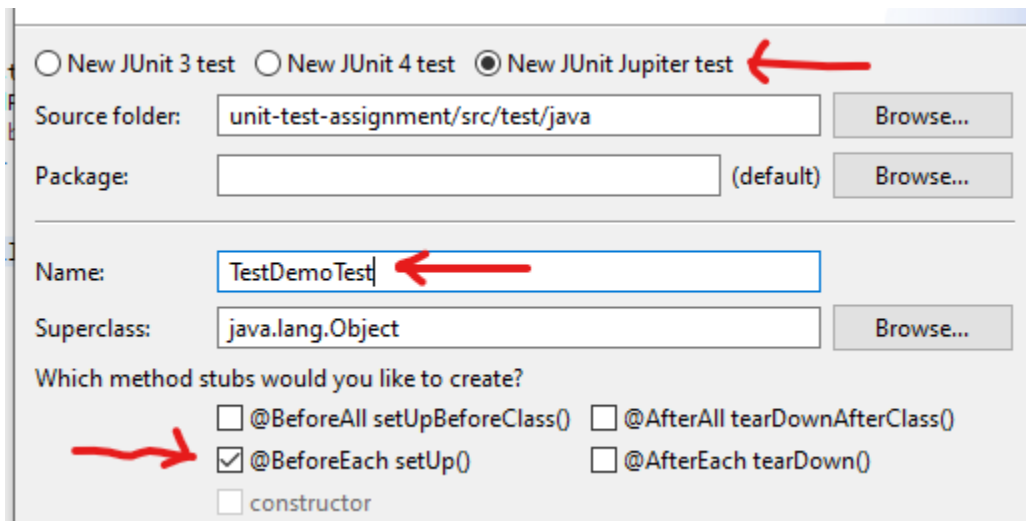 New JUnit 3 test New JUnit 4 test New JUnit Jupiter test
Source folder: unit-test-assignment/src/test/java Browse...
Package: (default) Browse...
Name: TestDemoTest
Superclass: java.lang.Object Browse...
Which method stubs would you like to create?
@BeforeAll setUpBeforeClass() @AfterAll tearDownAfterClass()
@BeforeEach setUp() @AfterEach tearDown()
constructor